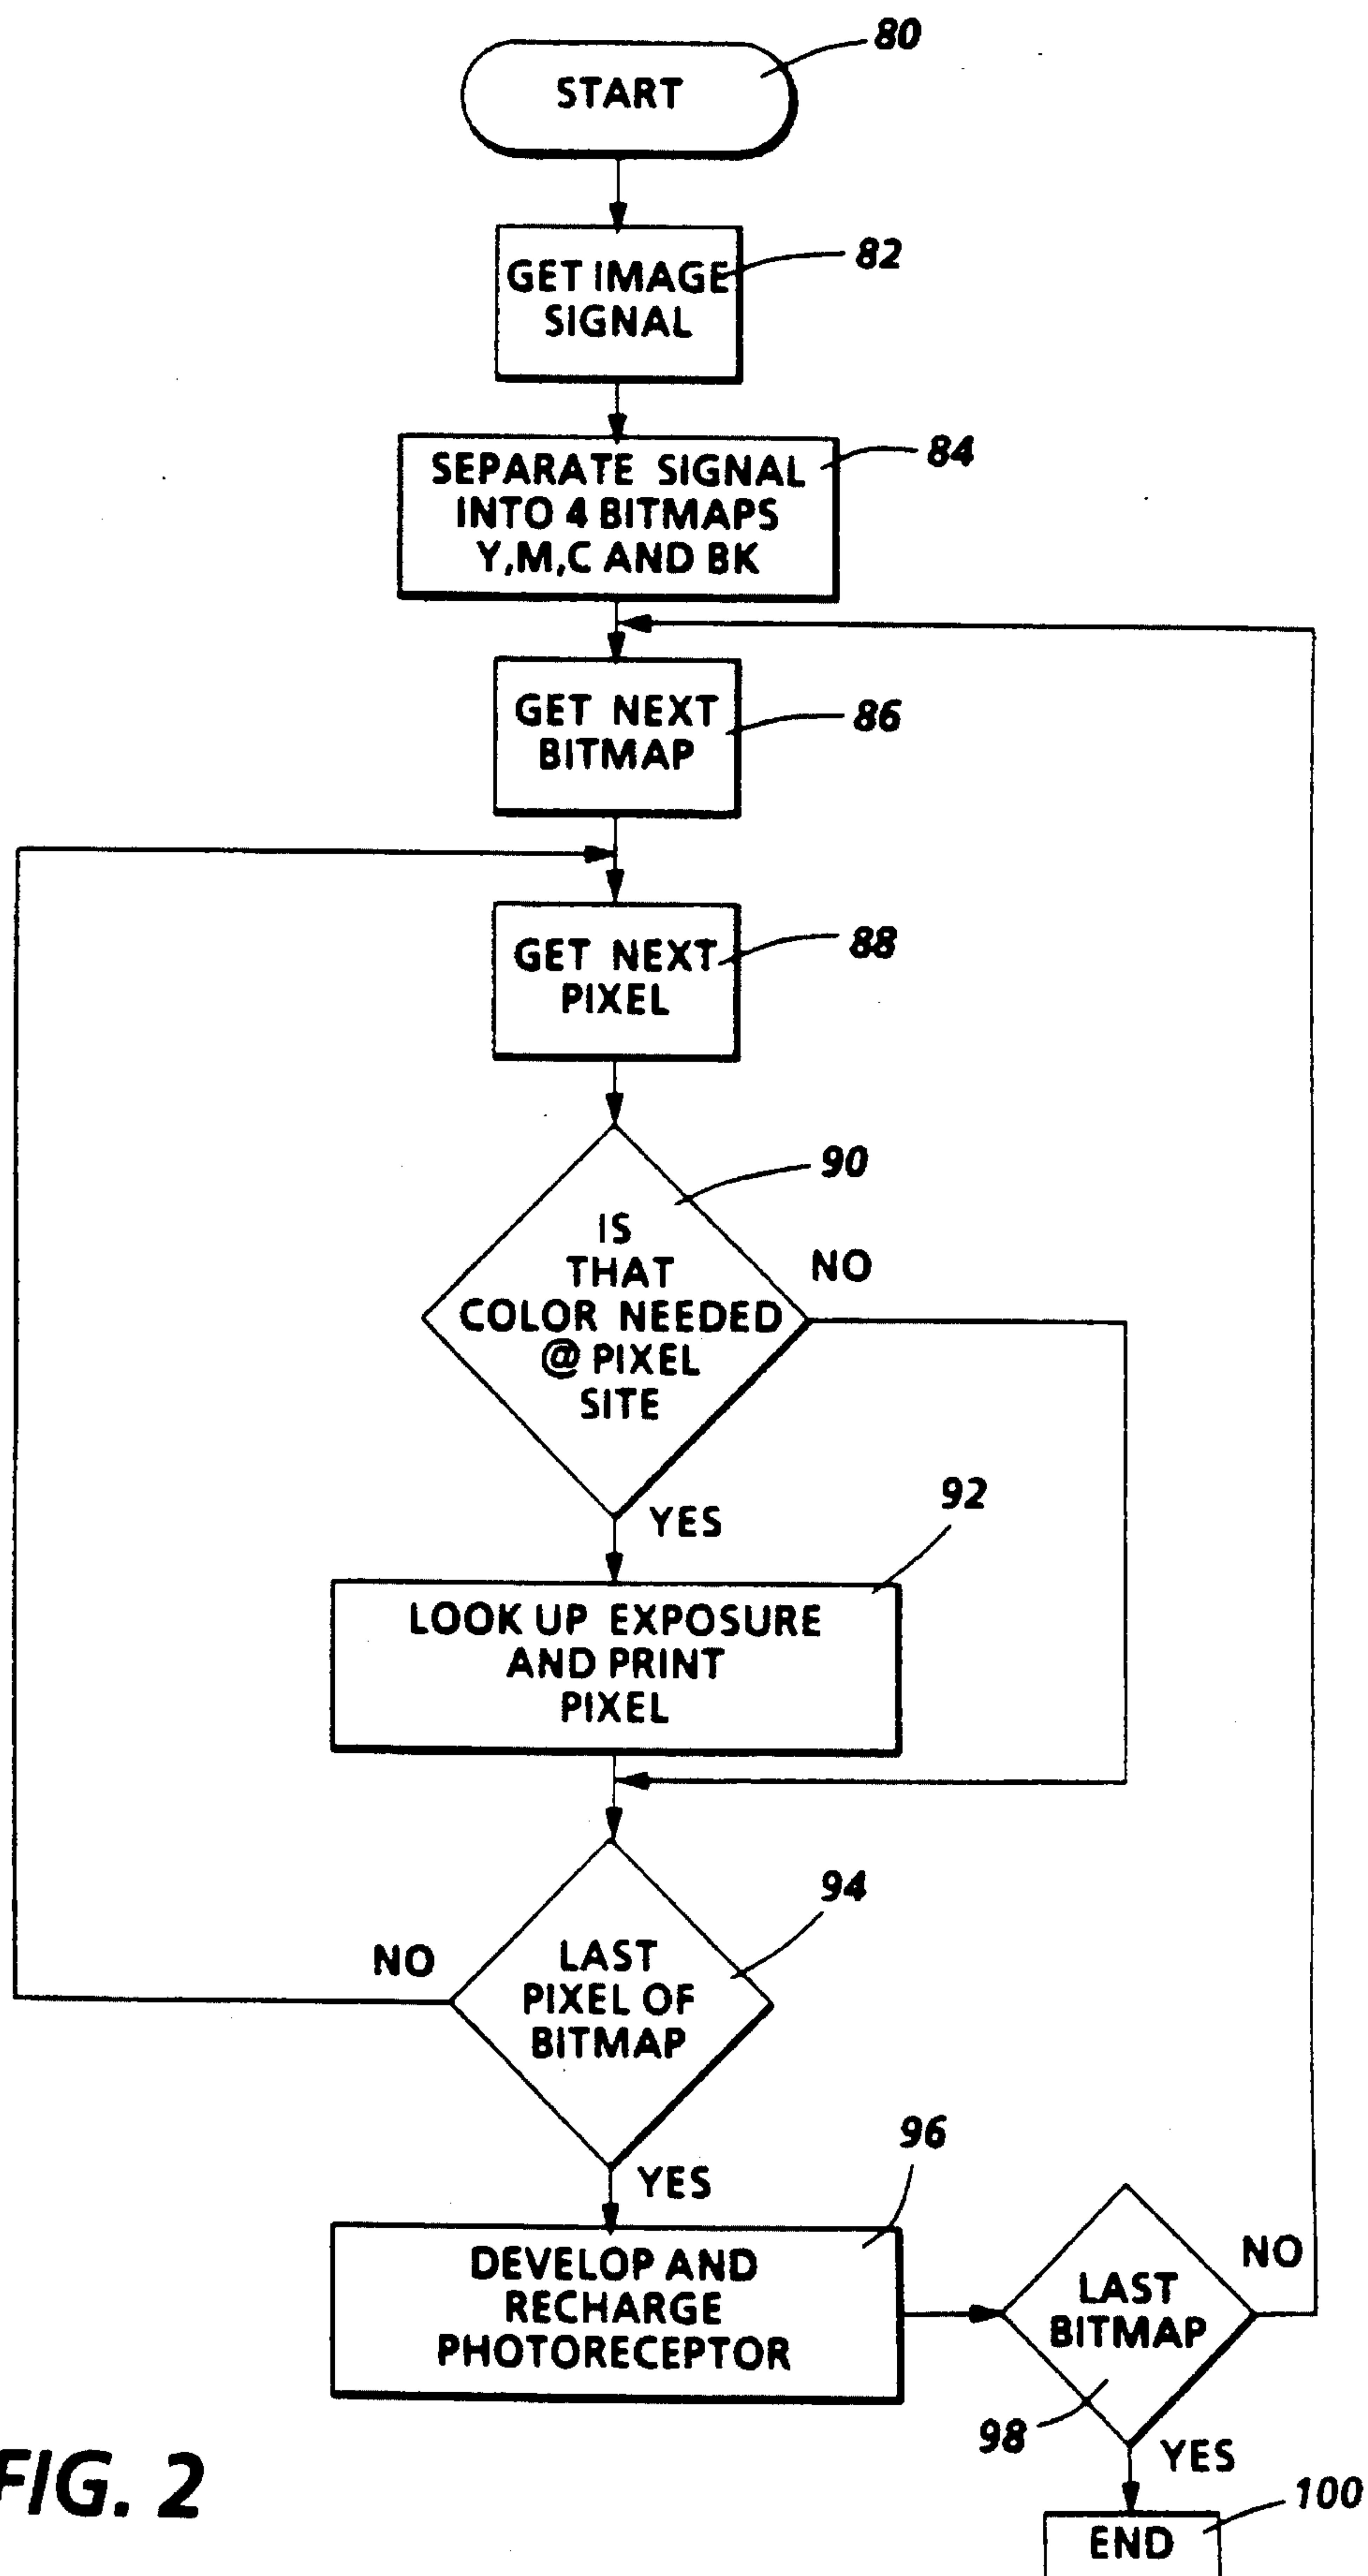 80
START
82
GET IMAGE
SIGNAL
84
SEPARATE SIGNAL
INTO 4 BITMAPS
Y,M,C AND BK
GET NEXT
BITMAP
86
GET NEXT
PIXEL
88
90
IS
THAT
COLOR NEEDED
@ PIXEL
SITE
NO
YES
92
LOOK UP EXPOSURE
AND PRINT
PIXEL
94
NO
LAST
PIXEL OF
BITMAP
YES
96
DEVELOP AND
RECHARGE
PHOTORECEPTOR
NO
LAST
BITMAP
98
YES
100
END
FIG. 2